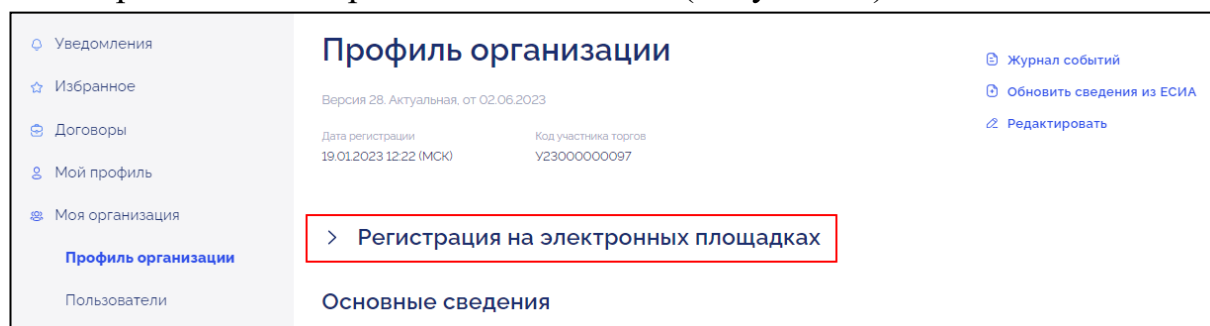 Уведомления
Избранное
Договоры
Мой профиль
Моя организация
Профиль организации
Пользователи
Профиль организации
Версия 28. Актуальная, от 02.06.2023
Дата регистрации
19.01.2023 12:22 (МСК)
Код участника торгов
У23000000097
Регистрация на электронных площадках
Основные сведения
Журнал событий
Обновить сведения из ЕСИА
Редактировать